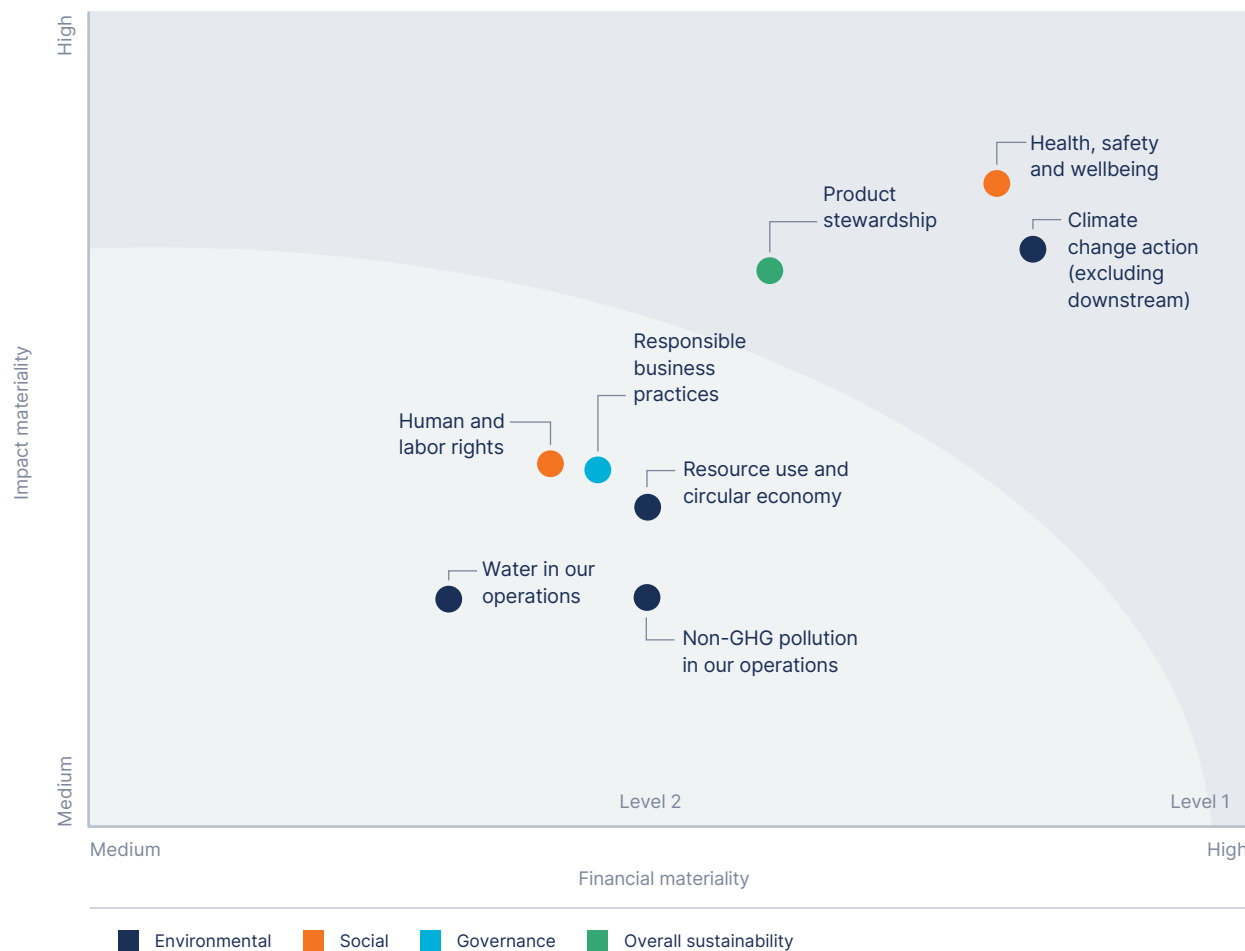 High
Health, safety
and wellbeing
Product
stewardship
Climate
change action
(excluding
downstream)
Responsible
business
practices
Impact materiality
Human and
labor rights
Resource use and
circular economy
Water in our
operations
Non-GHG pollution
in our operations
Medium
Level 2
Level 1
Medium
High
Financial materiality
Environmental
Social
Governance
Overall sustainability